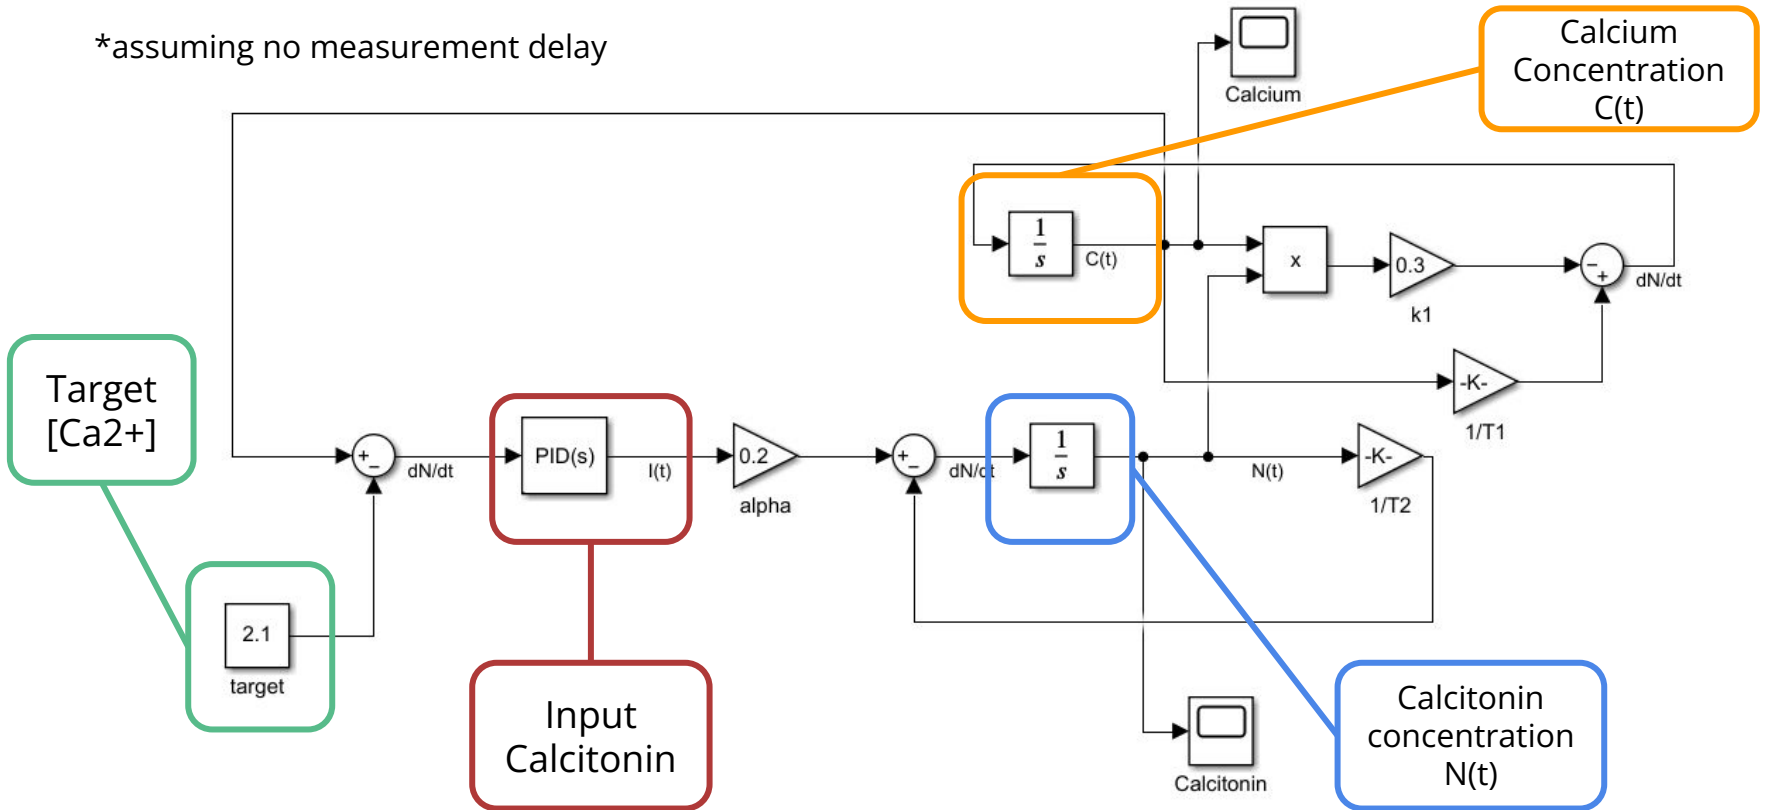 *assuming no measurement delay
Calcium
Calcium
Concentration
C(t)
1
s
C(t)
x
0.3
k1
−
+
dN/dt
-K-
1/T1
Target
[Ca2+]
+
−
dN/dt
PID(s)
I(t)
0.2
alpha
+
−
dN/dt
1
s
N(t)
-K-
1/T2
2.1
target
Input
Calcitonin
Calcitonin
Calcitonin
concentration
N(t)